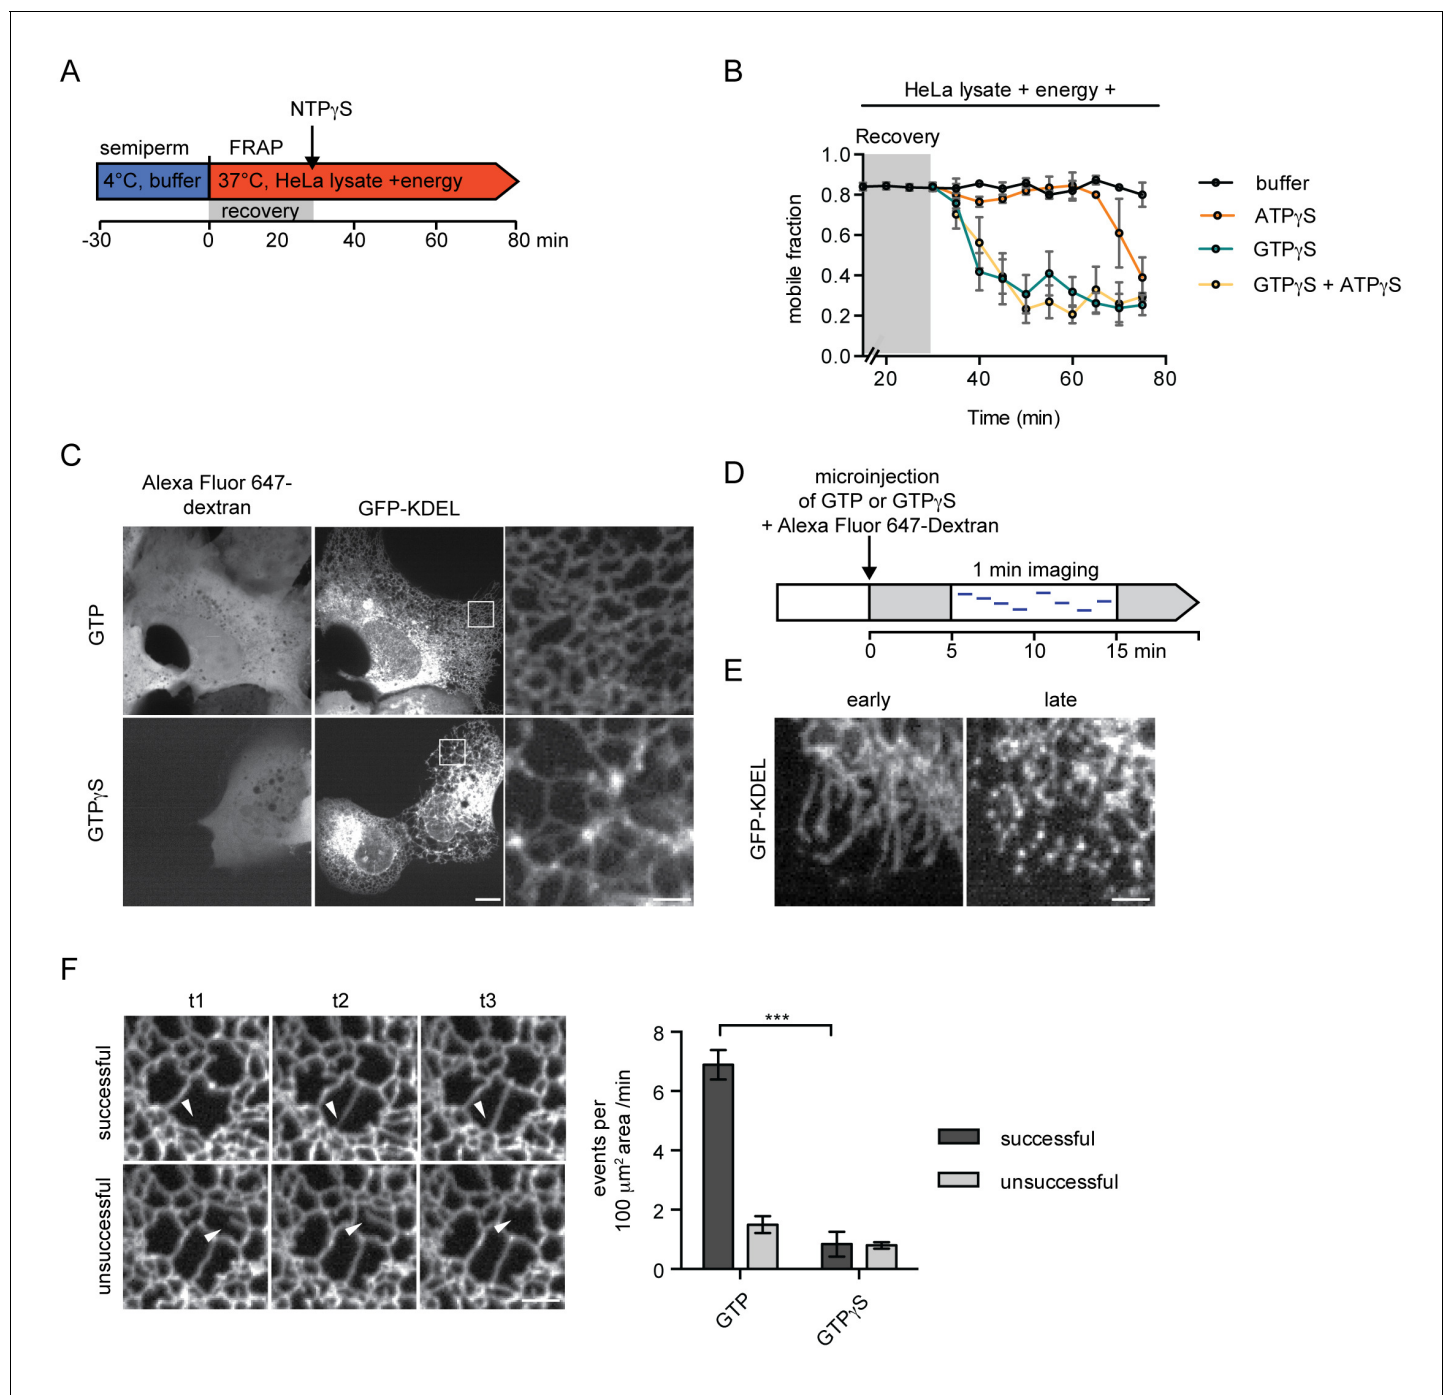 A
NTPγS
semiperm FRAP
4°C, buffer 37°C, HeLa lysate +energy
recovery
-30 0 20 40 60 80 min
B
HeLa lysate + energy +
Recovery
1.0
0.8
0.6
0.4
0.2
0.0
mobile fraction
20 40 60 80
Time (min)
buffer
ATPγS
GTPγS
GTPγS + ATPγS
C
Alexa Fluor 647-
dextran
GFP-KDEL
GTP
GTPγS
D
microinjection
of GTP or GTPγS
+ Alexa Fluor 647-Dextran
1 min imaging
0 5 10 15 min
E
early late
GFP-KDEL
F
t1 t2 t3
successful
unsuccessful
***
8
6
4
2
0
events per
100 μm² area /min
GTP
GTPγS
successful
unsuccessful